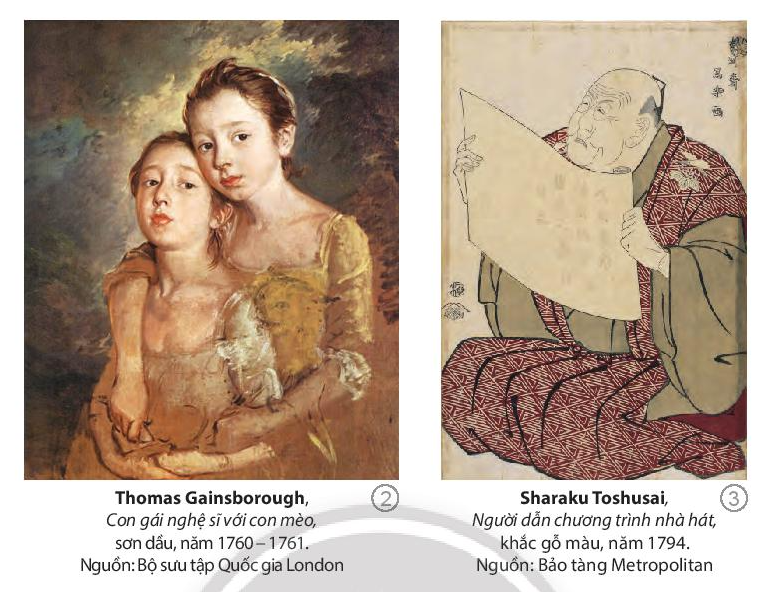 Thomas Gainsborough,
②
Con gái nghệ sĩ với con mèo,
sơn dầu, năm 1760 – 1761.
Nguồn: Bộ sưu tập Quốc gia London
Sharaku Toshusai,
③
Người dẫn chương trình nhà hát,
khắc gỗ màu, năm 1794.
Nguồn: Bảo tàng Metropolitan